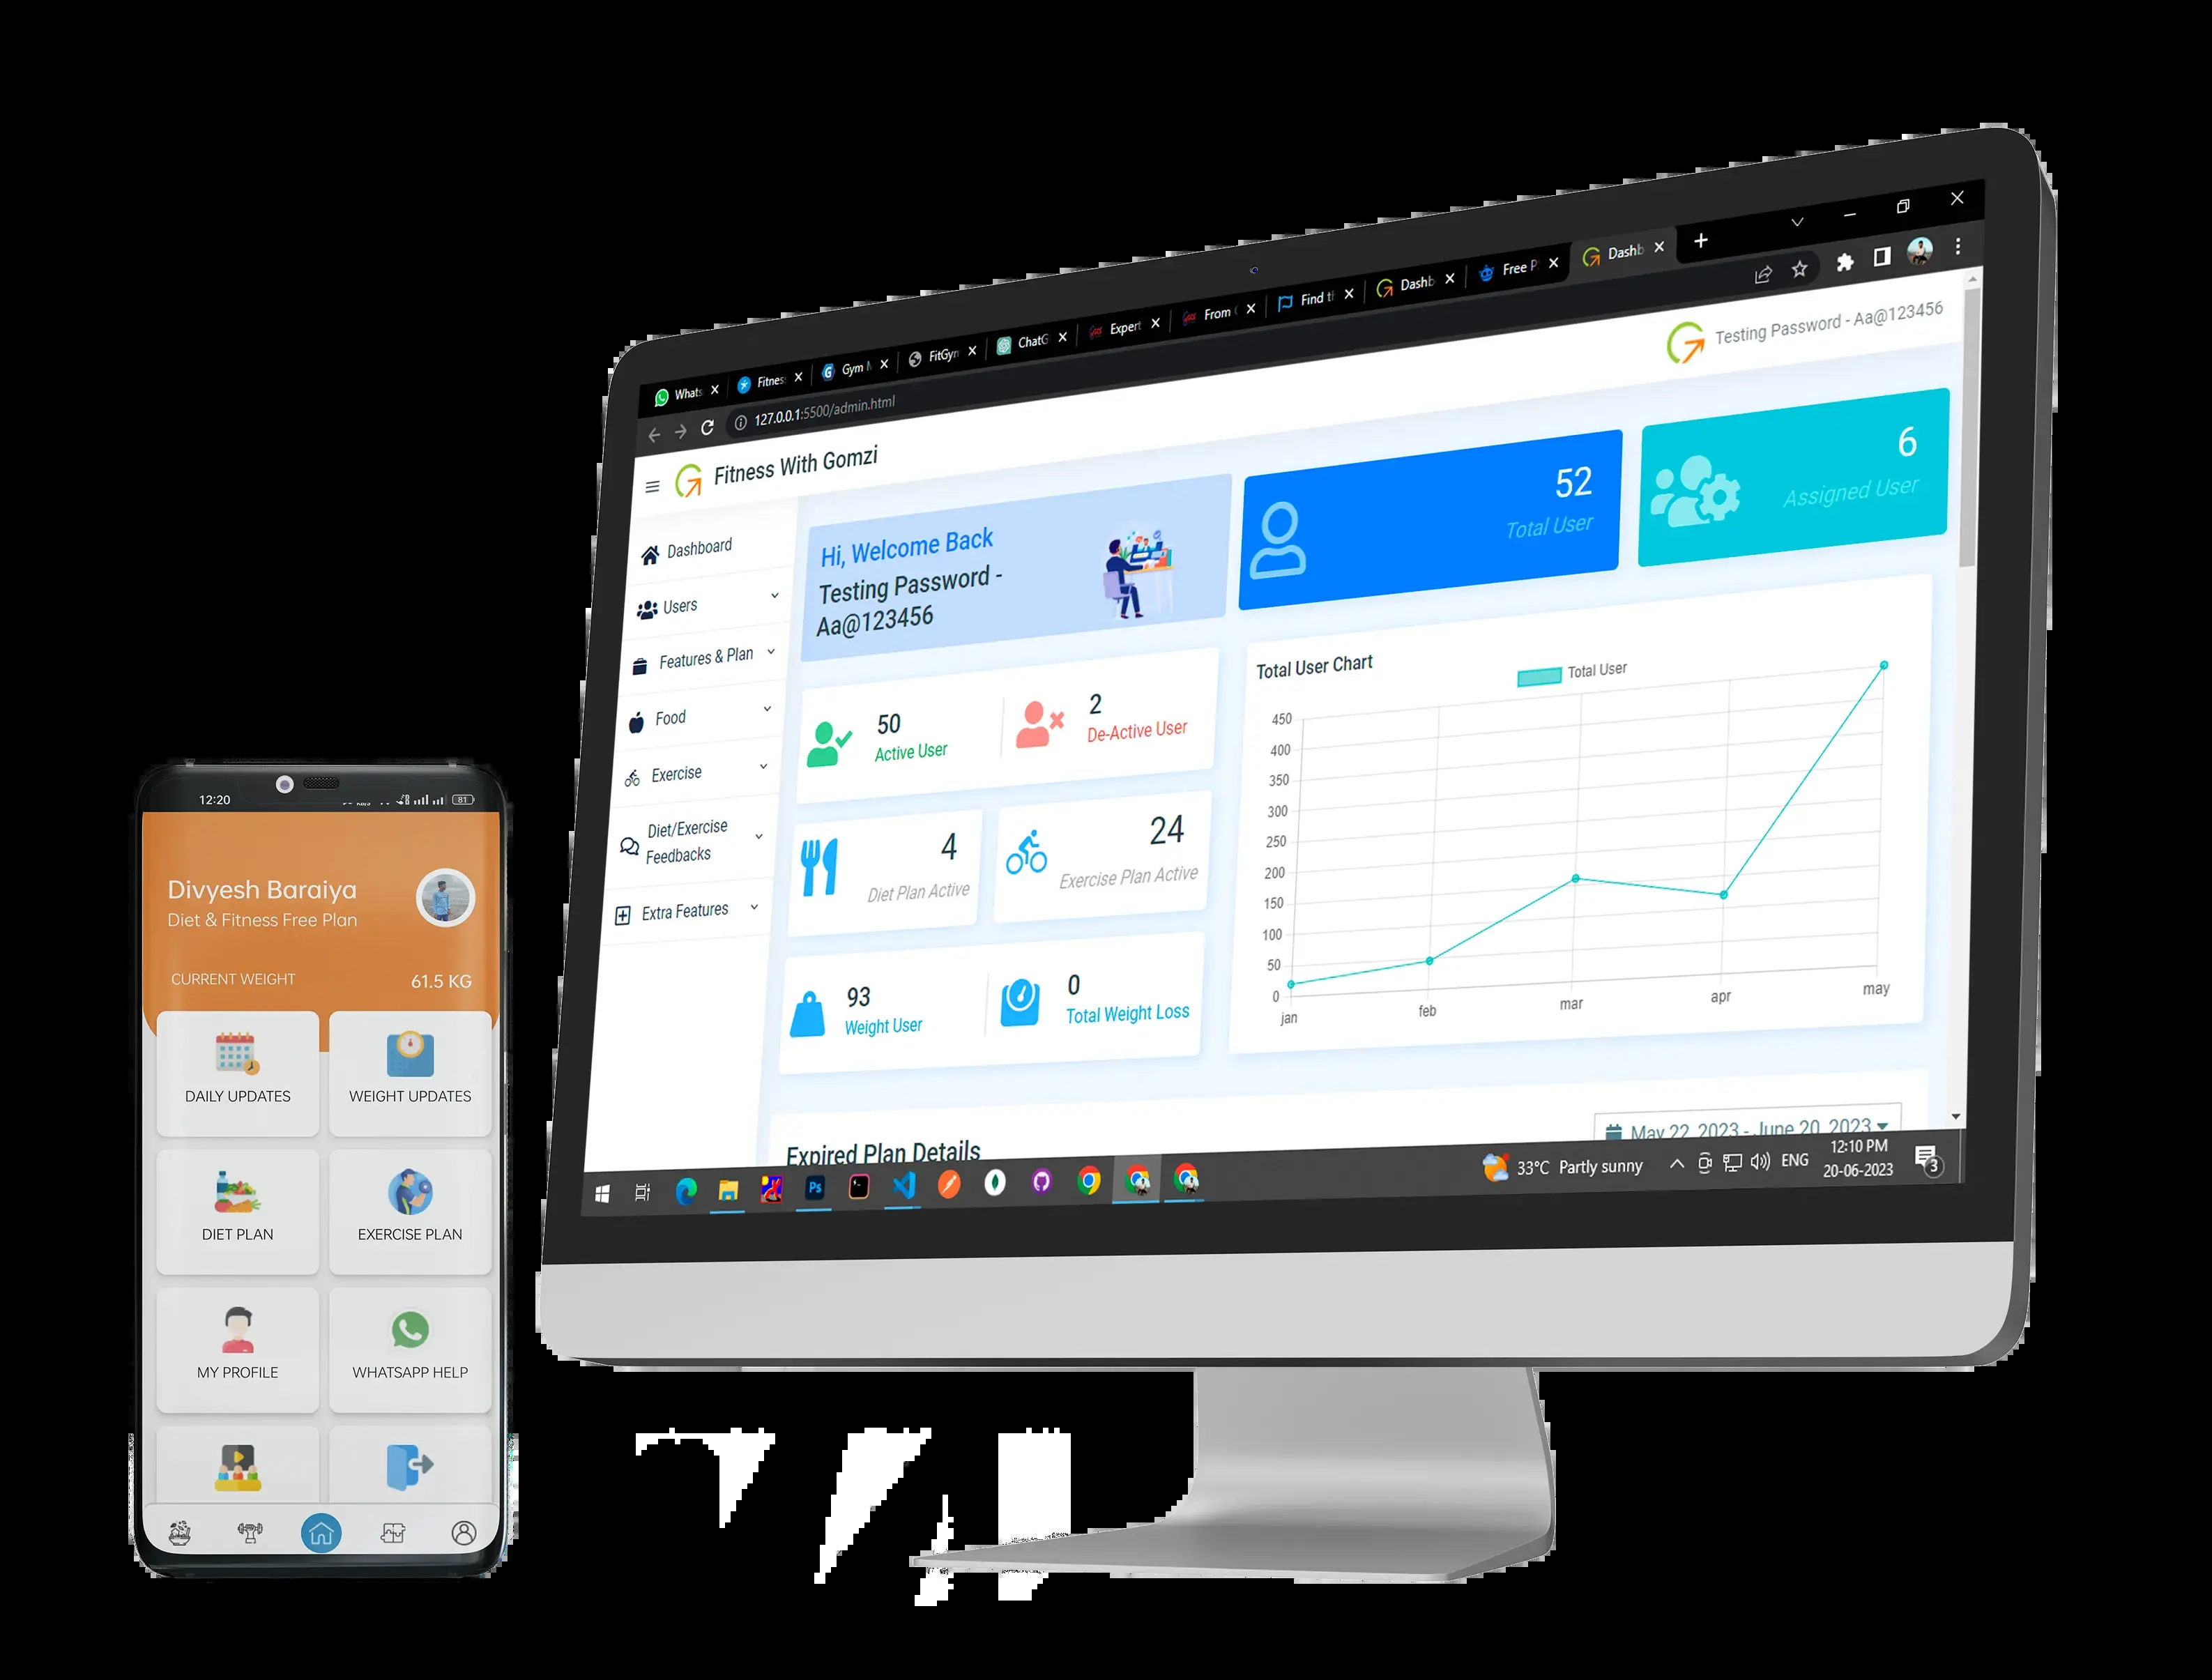 Whats
Fitnes
Gym M
FitGyn
ChatG
Expert
From
Find th
Dashb
Free P
Dashb
127.0.0.1:5500/admin.html
Fitness With Gomzi
Testing Password - Aa@123456
Dashboard
Users
Features & Plan
Food
Exercise
Diet/Exercise
Feedbacks
Extra Features
Hi, Welcome Back
Testing Password -
Aa@123456
52
Total User
6
Assigned User
50
Active User
2
De-Active User
4
Diet Plan Active
24
Exercise Plan Active
93
Weight User
0
Total Weight Loss
Total User Chart
Total User
450
400
350
300
250
200
150
100
50
0
jan
feb
mar
apr
may
Expired Plan Details
May 22, 2023 - June 20, 2023
Ps
33°C Partly sunny
ENG
12:10 PM
20-06-2023
3
12:20
81
Divyesh Baraiya
Diet & Fitness Free Plan
CURRENT WEIGHT
61.5 KG
DAILY UPDATES
WEIGHT UPDATES
DIET PLAN
EXERCISE PLAN
MY PROFILE
WHATSAPP HELP